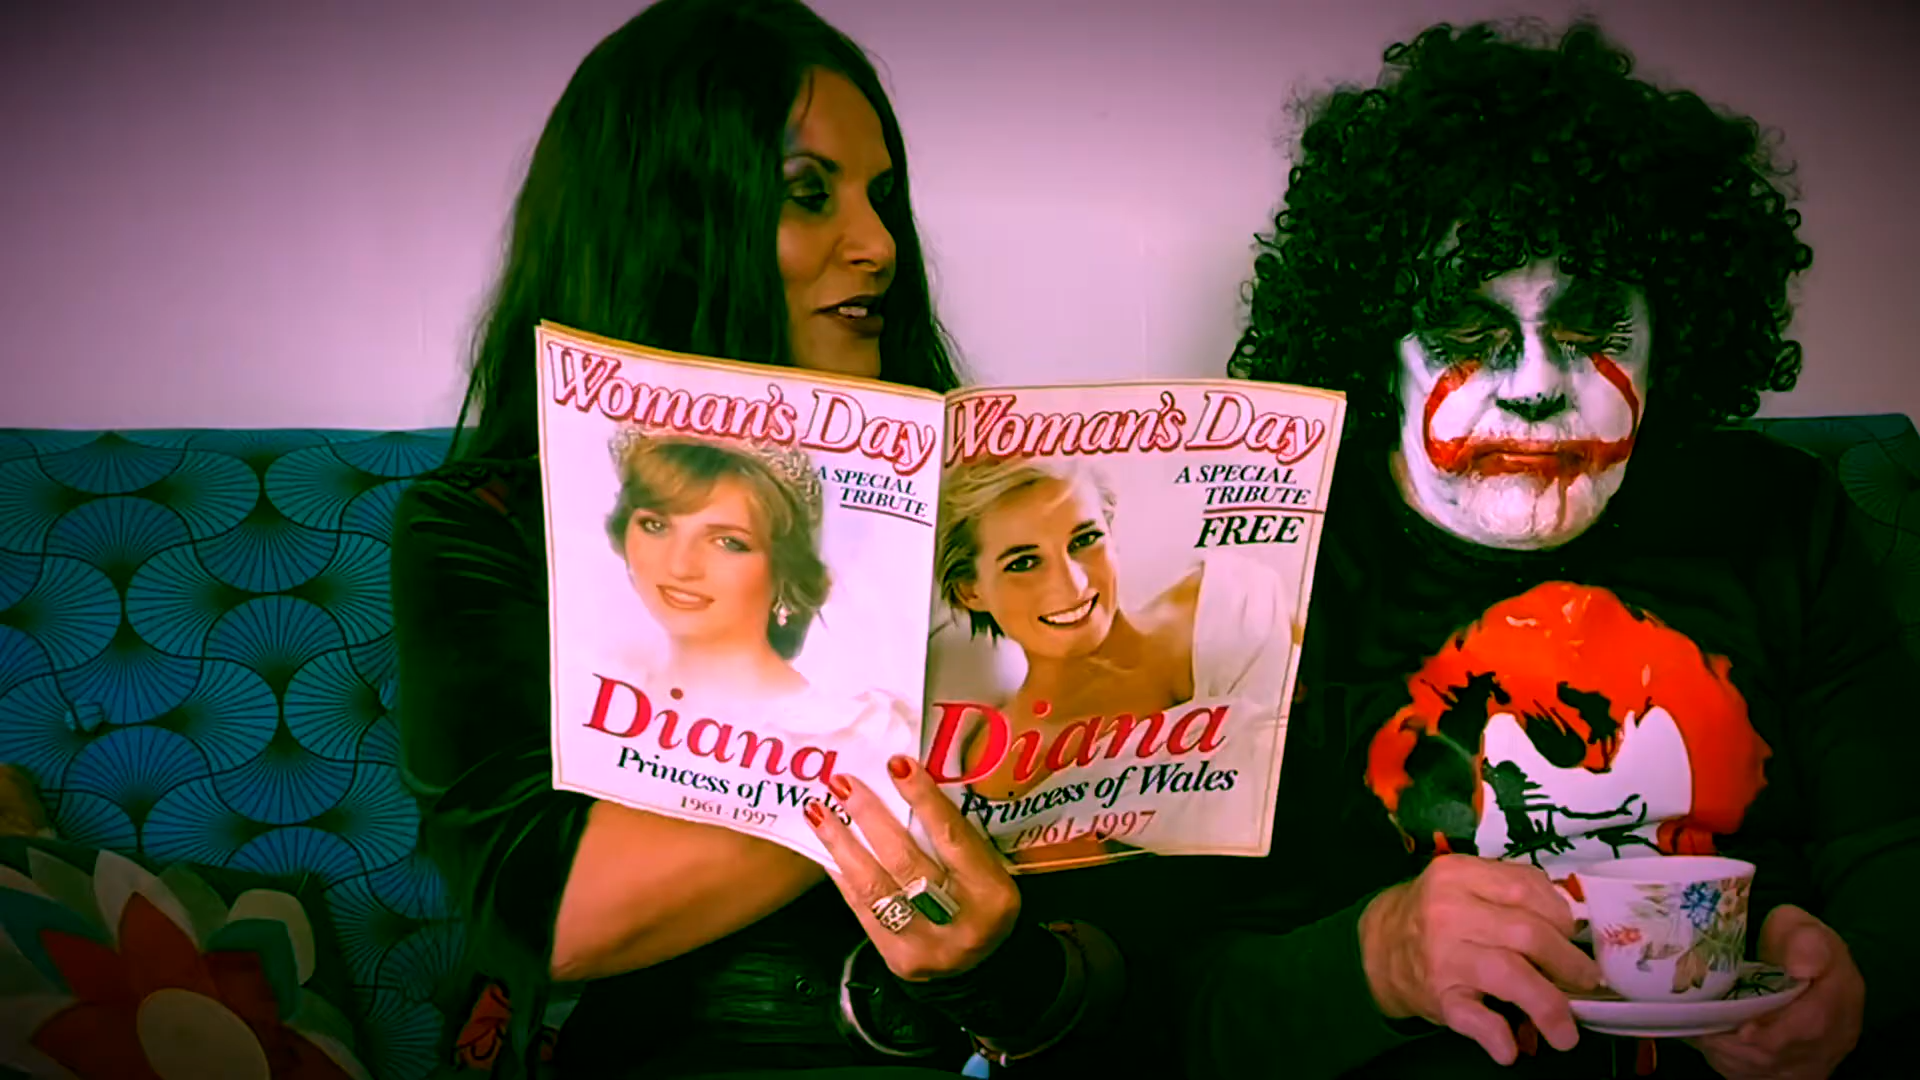 Woman's Day
A SPECIAL
TRIBUTE
Diana
Princess of Wales
1961-1997
Woman's Day
A SPECIAL
TRIBUTE
FREE
Diana
Princess of Wales
1961-1997